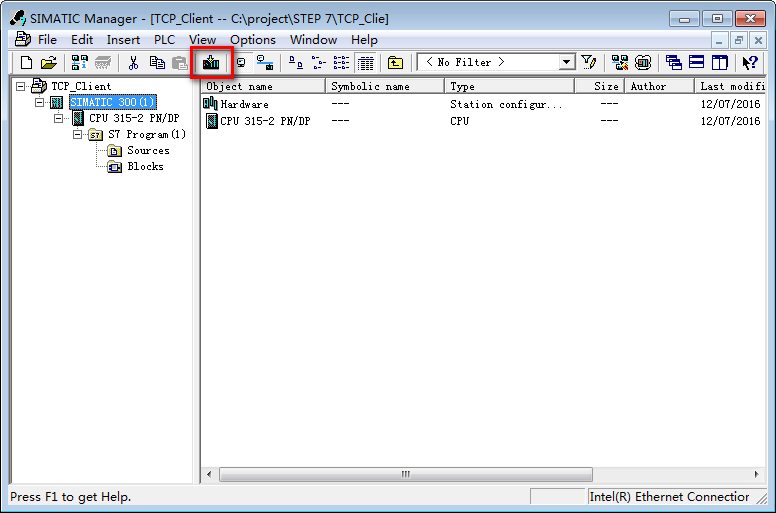 SIMATIC Manager - [TCP_Client -- C:\project\STEP 7\TCP_Clie]
File Edit Insert PLC View Options Window Help
< No Filter >
TCP_Client
SIMATIC 300(1)
CPU 315-2 PN/DP
S7 Program(1)
Sources
Blocks
Object name Symbolic name Type Size Author Last modifi
Hardware --- Station configur... --- 12/07/2016
CPU 315-2 PN/DP --- CPU --- 12/07/2016
Press F1 to get Help. Intel(R) Ethernet Connection